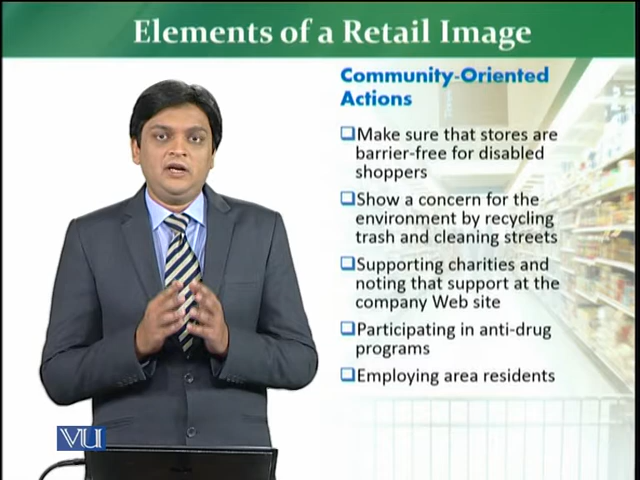 Elements of a Retail Image
Community-Oriented
Actions
Make sure that stores are
barrier-free for disabled
shoppers
Show a concern for the
environment by recycling
trash and cleaning streets
Supporting charities and
noting that support at the
company Web site
Participating in anti-drug
programs
Employing area residents
VU